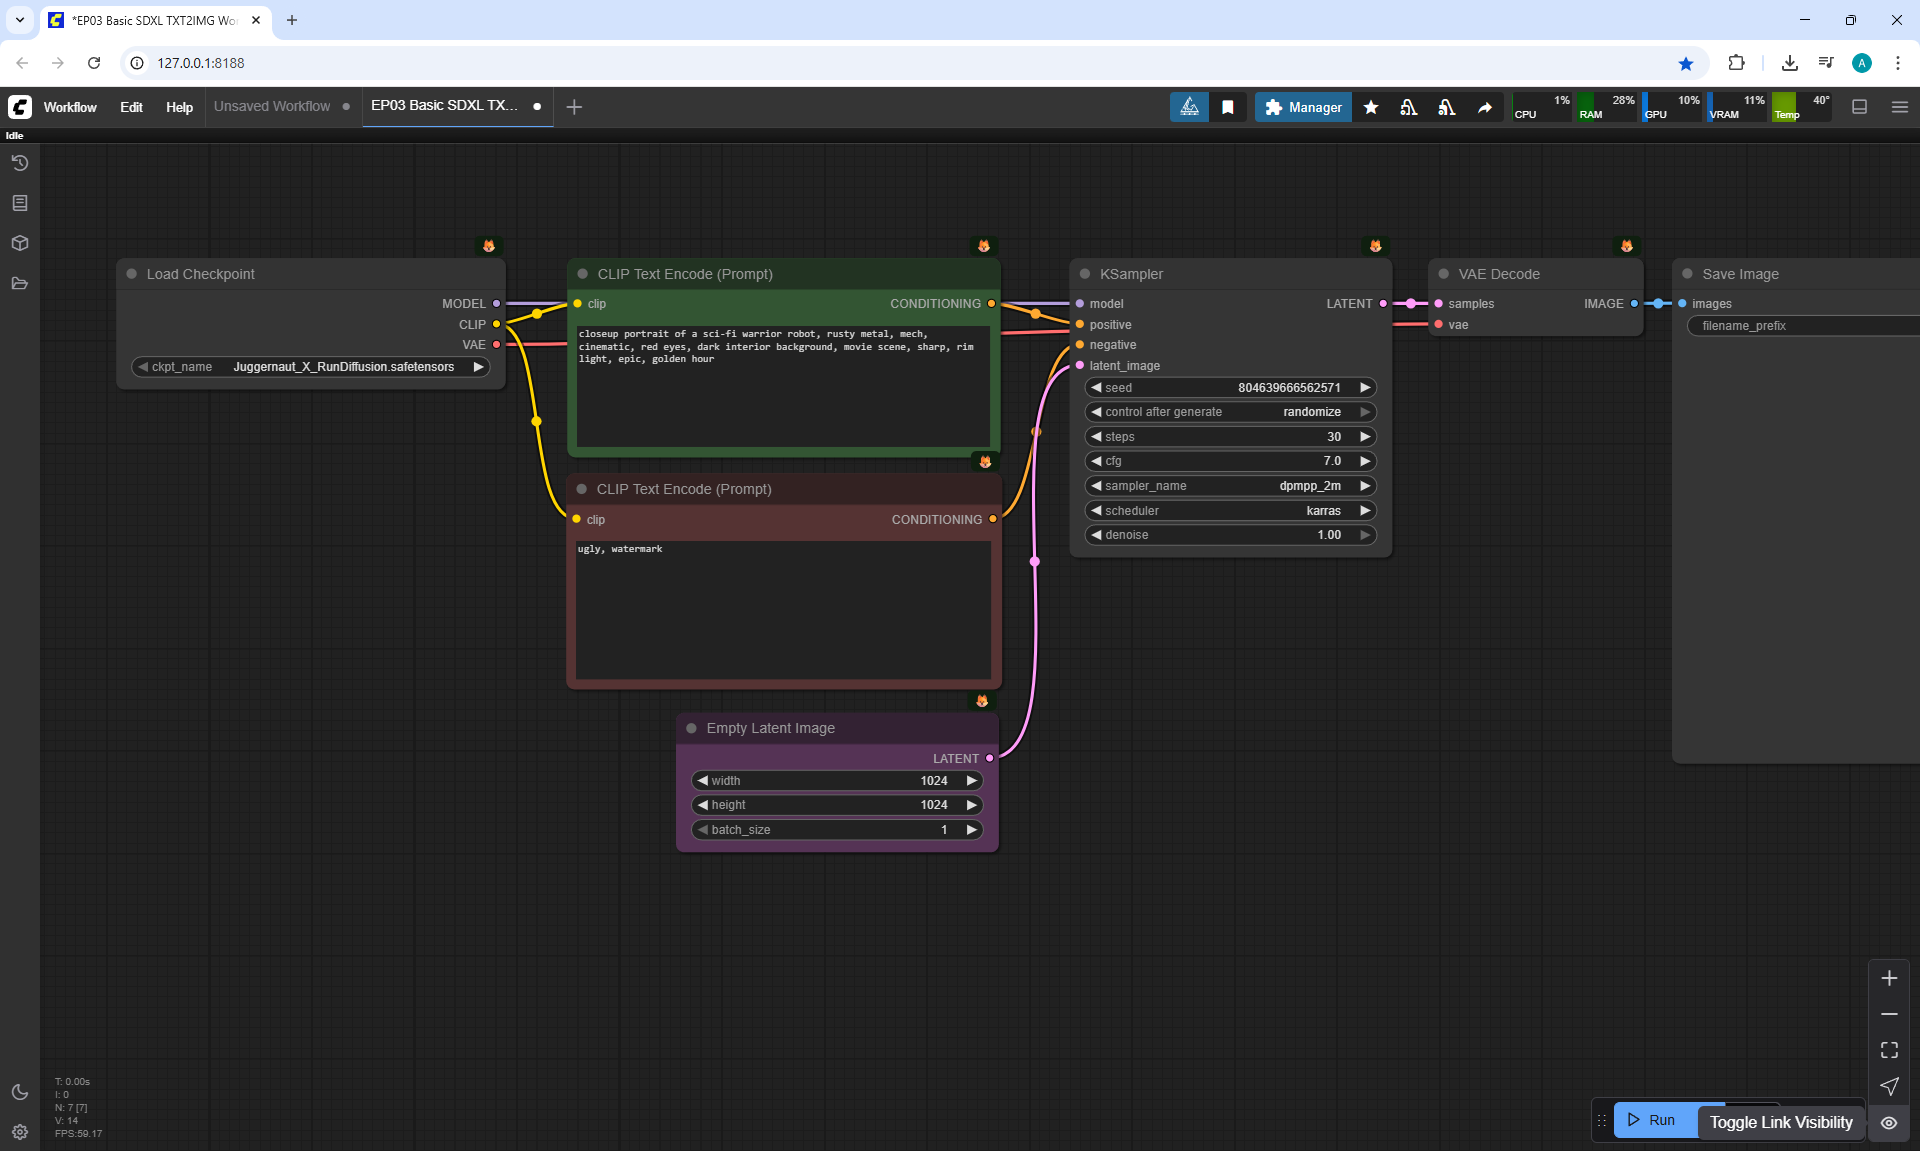 *EP03 Basic SDXL TXT2IMG Wo
127.0.0.1:8188
A
Workflow
Edit
Help
Unsaved Workflow
EP03 Basic SDXL TX...
Manager
CPU
1%
RAM
28%
GPU
10%
VRAM
11%
Temp
40°
Idle
Load Checkpoint
MODEL
CLIP
VAE
ckpt_name Juggernaut_X_RunDiffusion.safetensors
CLIP Text Encode (Prompt)
clip CONDITIONING
closeup portrait of a sci-fi warrior robot, rusty metal, mech,
cinematic, red eyes, dark interior background, movie scene, sharp, rim
light, epic, golden hour
CLIP Text Encode (Prompt)
clip CONDITIONING
ugly, watermark
Empty Latent Image
LATENT
width 1024
height 1024
batch_size 1
KSampler
model LATENT
positive
negative
latent_image
seed 804639666562571
control after generate randomize
steps 30
cfg 7.0
sampler_name dpmpp_2m
scheduler karras
denoise 1.00
VAE Decode
samples IMAGE
vae
Save Image
images
filename_prefix
T: 0.00s
I: 0
N: 7 [7]
V: 14
FPS:59.17
Run
Toggle Link Visibility